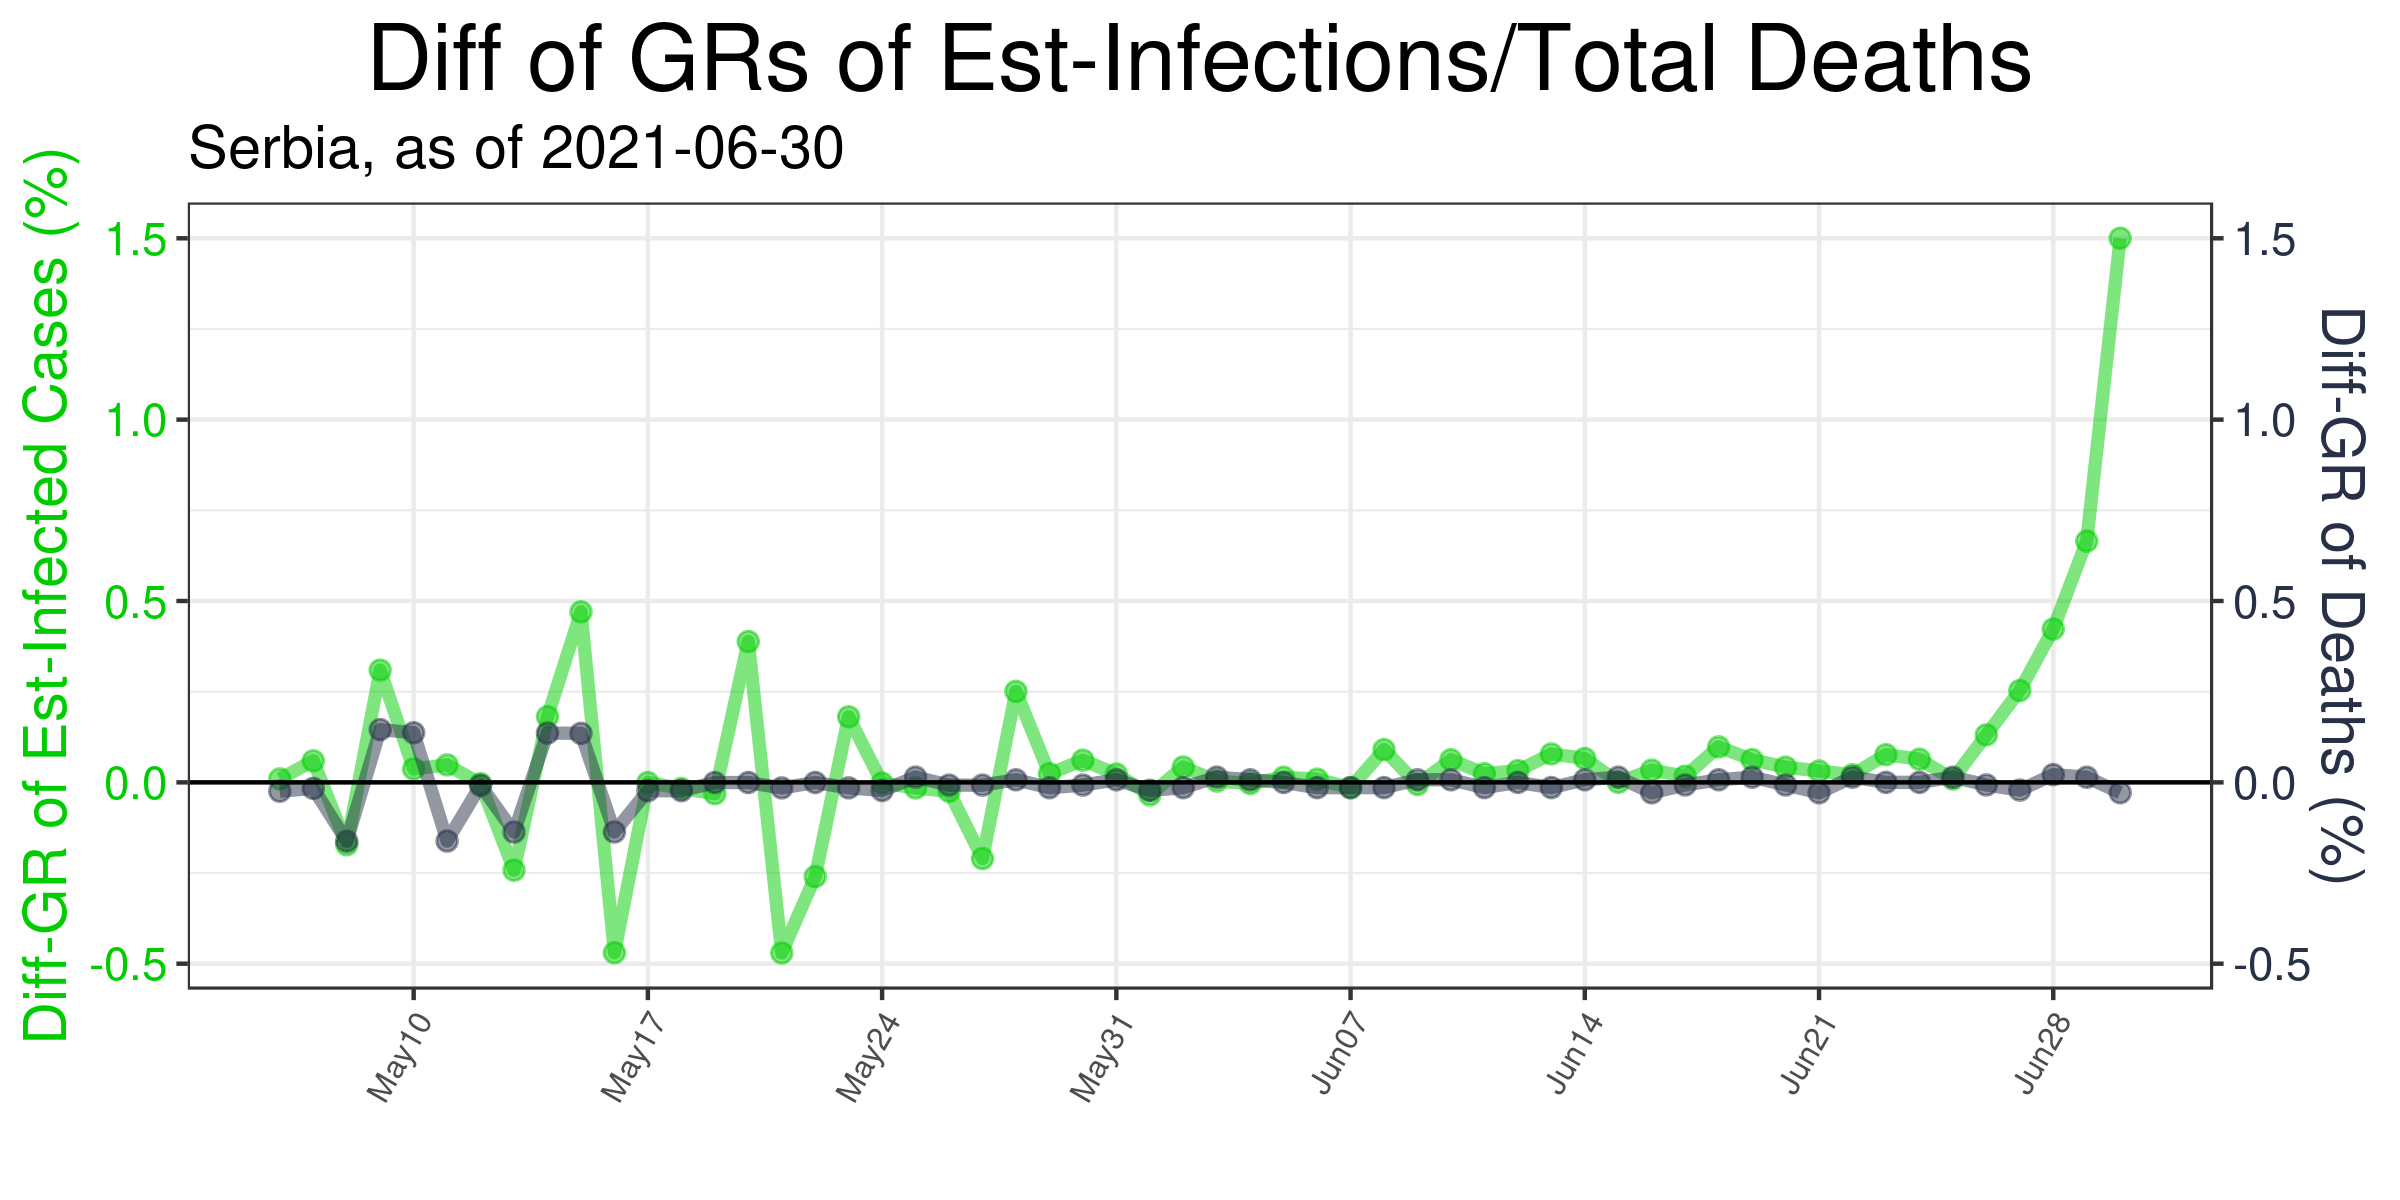 Diff of GRs of Est-Infections/Total Deaths
Serbia, as of 2021-06-30
Diff-GR of Est-Infected Cases (%)
1.5
1.0
0.5
0.0
-0.5
1.5
1.0
0.5
0.0
-0.5
Diff-GR of Deaths (%)
May10
May17
May24
May31
Jun07
Jun14
Jun21
Jun28